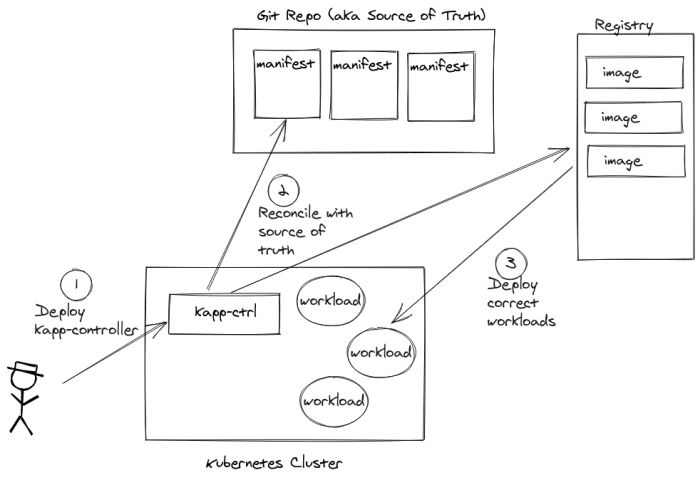 Git Repo (aka Source of Truth)
manifest
manifest
manifest
Registry
image
image
image
2
Reconcile with
source of
truth
1
Deploy
Kapp-controller
3
Deploy
correct
workloads
Kapp-ctrl
workload
workload
workload
Kubernetes Cluster